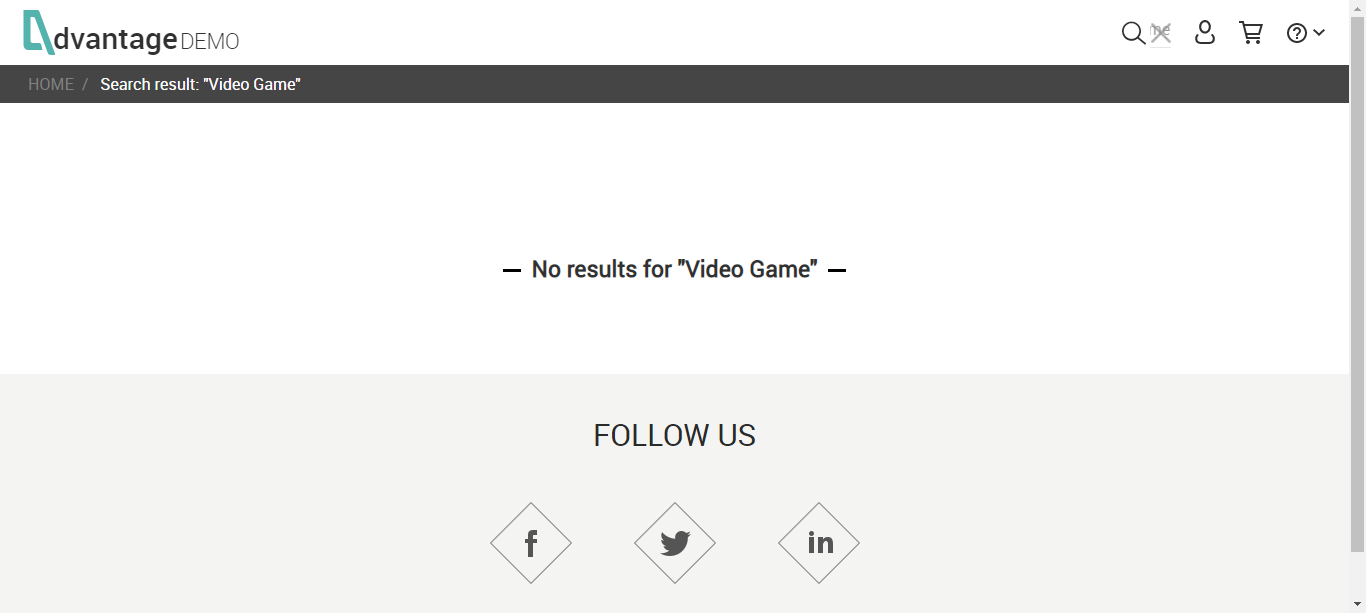 dvantage DEMO
HOME / Search result: "Video Game"
No results for "Video Game"
FOLLOW US
f
in